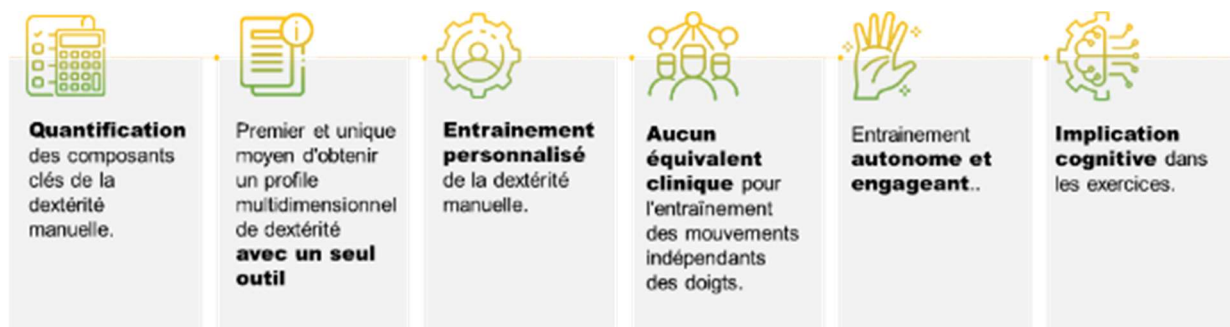 Quantification
des composants
clés de la
dextérité
manuelle.
Premier et unique
moyen d'obtenir
un profile
multidimensionnel
de dextérité
avec un seul
outil
Entrainement
personnalisé
de la dextérité
manuelle.
Aucun
équivalent
clinique pour
l'entraînement
des mouvements
indépendants
des doigts.
Entrainement
autonome et
engageant..
Implication
cognitive dans
les exercices.